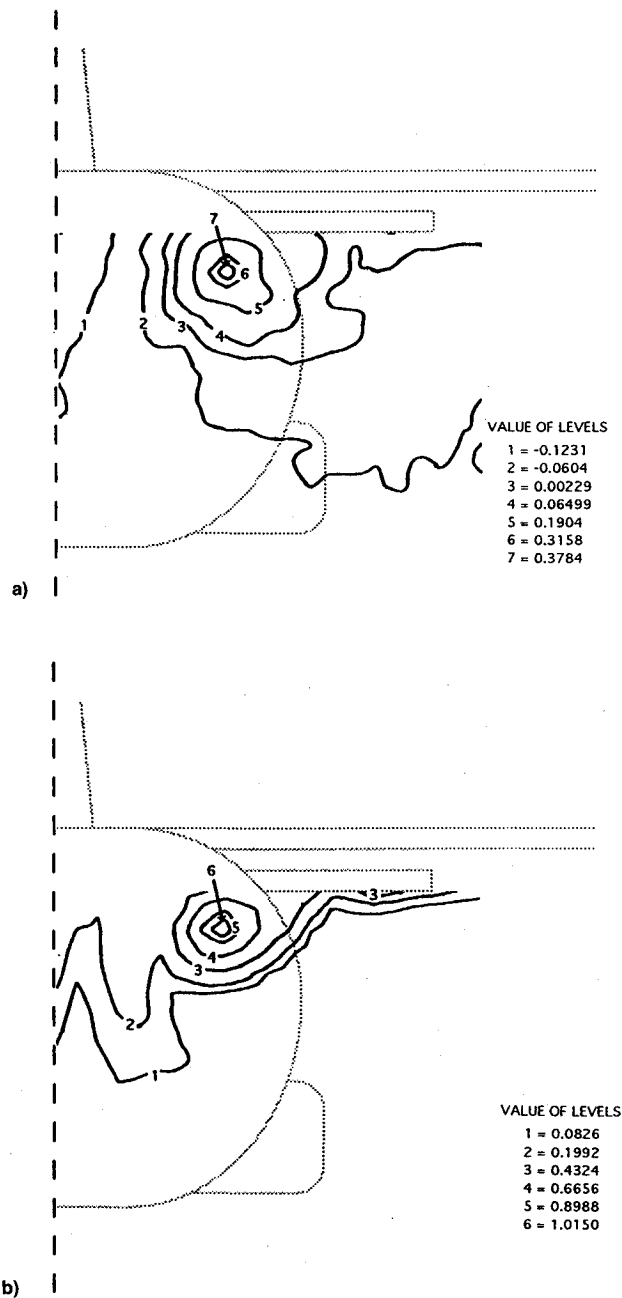 7
6
1
2
3
4
5
VALUE OF LEVELS
1 = -0.1231
2 = -0.0604
3 = 0.00229
4 = 0.06499
5 = 0.1904
6 = 0.3158
7 = 0.3784
a)
6
3
5
4
3
2
1
VALUE OF LEVELS
1 = 0.0826
2 = 0.1992
3 = 0.4324
4 = 0.6656
5 = 0.8988
6 = 1.0150
b)